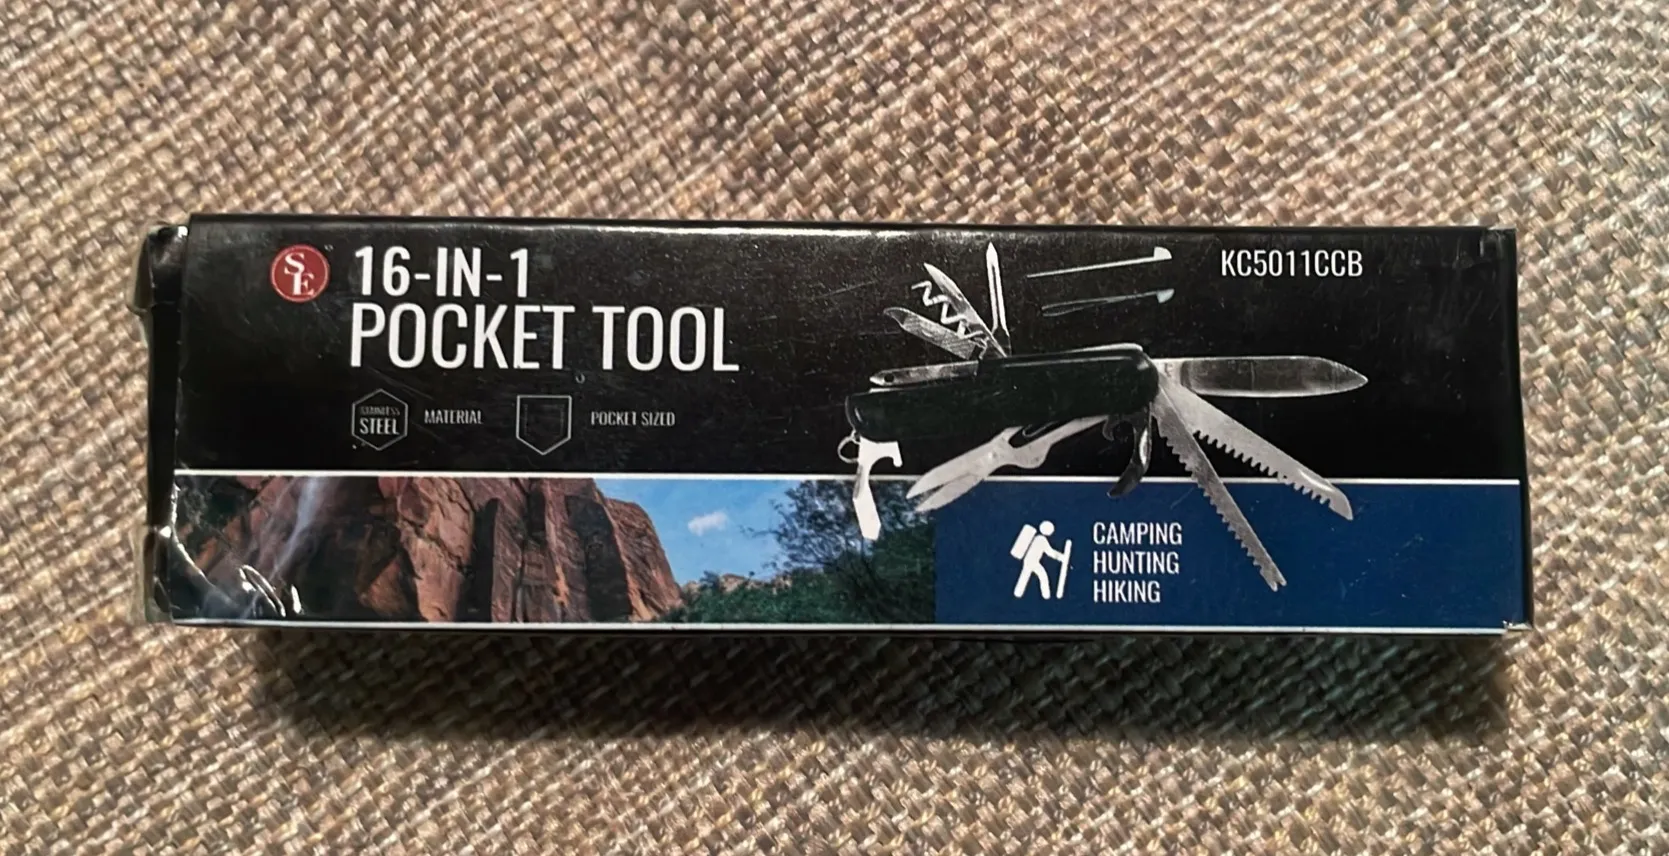 SE
16-IN-1
POCKET TOOL
KC5011CCB
STAINLESS
STEEL
MATERIAL
POCKET SIZED
CAMPING
HUNTING
HIKING